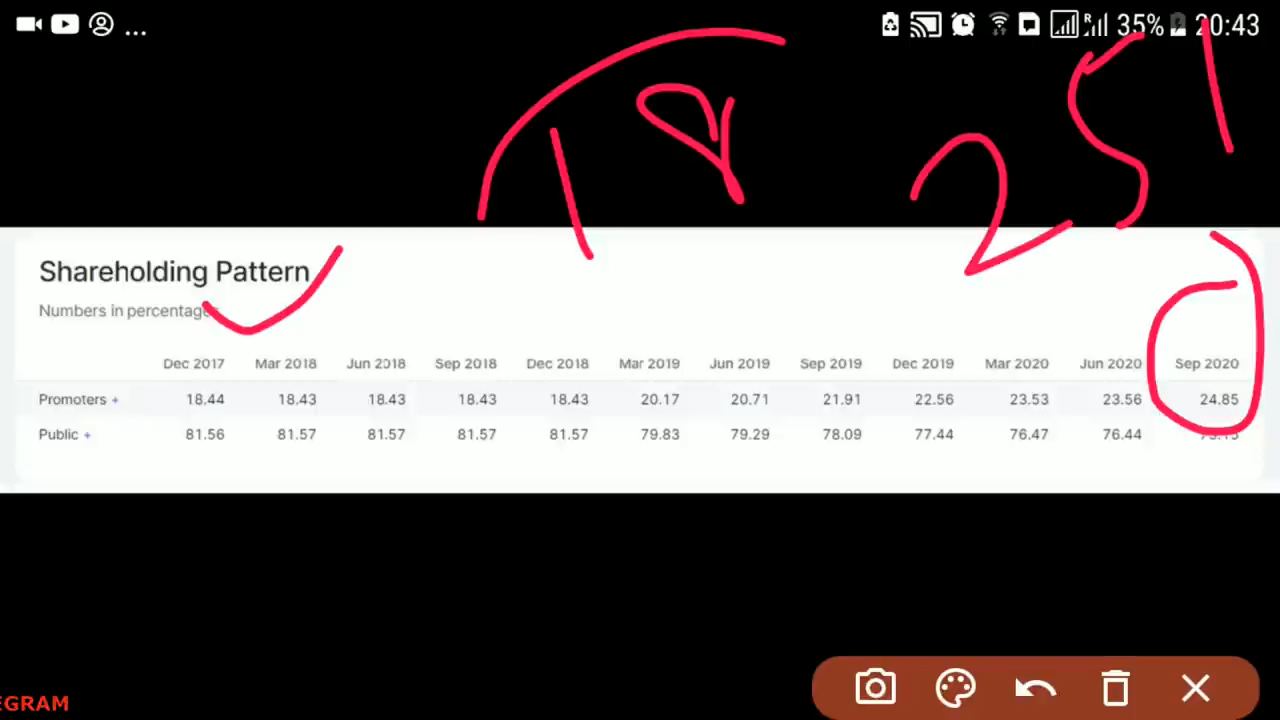 ... 35% 20:43
18 25
Shareholding Pattern
Numbers in percentages
Dec 2017 Mar 2018 Jun 2018 Sep 2018 Dec 2018 Mar 2019 Jun 2019 Sep 2019 Dec 2019 Mar 2020 Jun 2020 Sep 2020
Promoters + 18.44 18.43 18.43 18.43 18.43 20.17 20.71 21.91 22.56 23.53 23.56 24.85
Public + 81.56 81.57 81.57 81.57 81.57 79.83 79.29 78.09 77.44 76.47 76.44
EGRAM